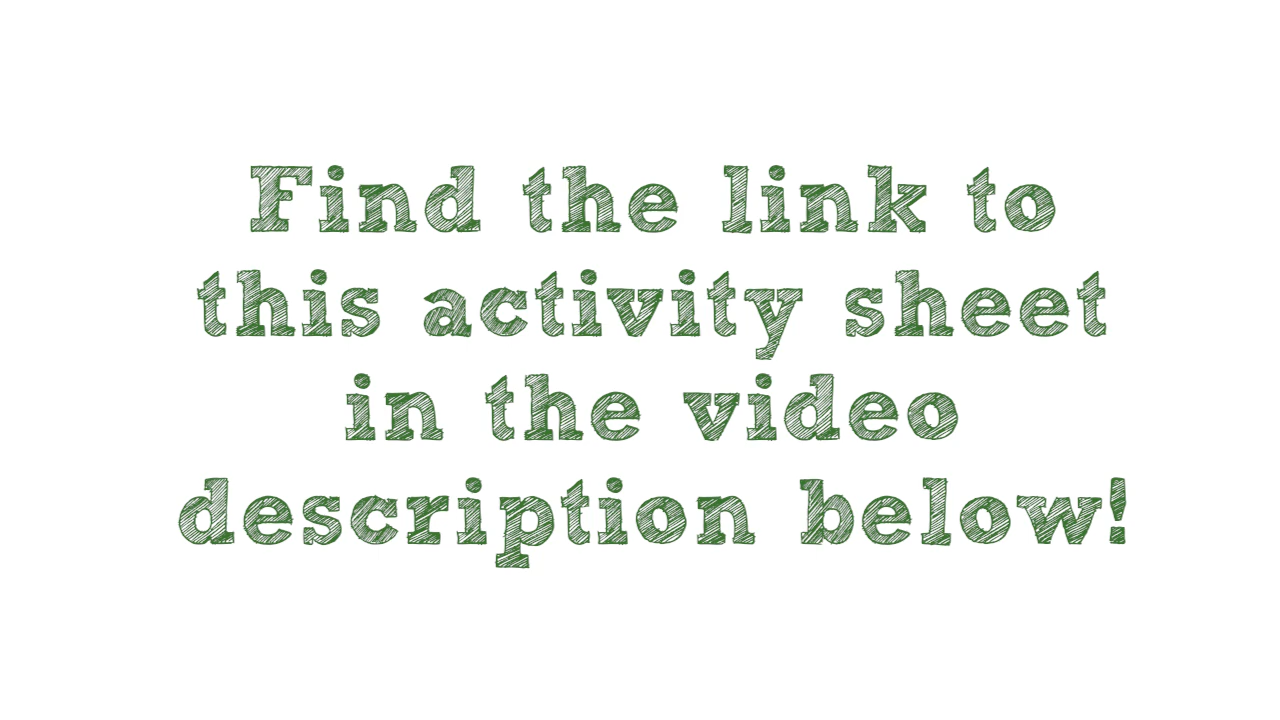 Find the link to
this activity sheet
in the video
description below!